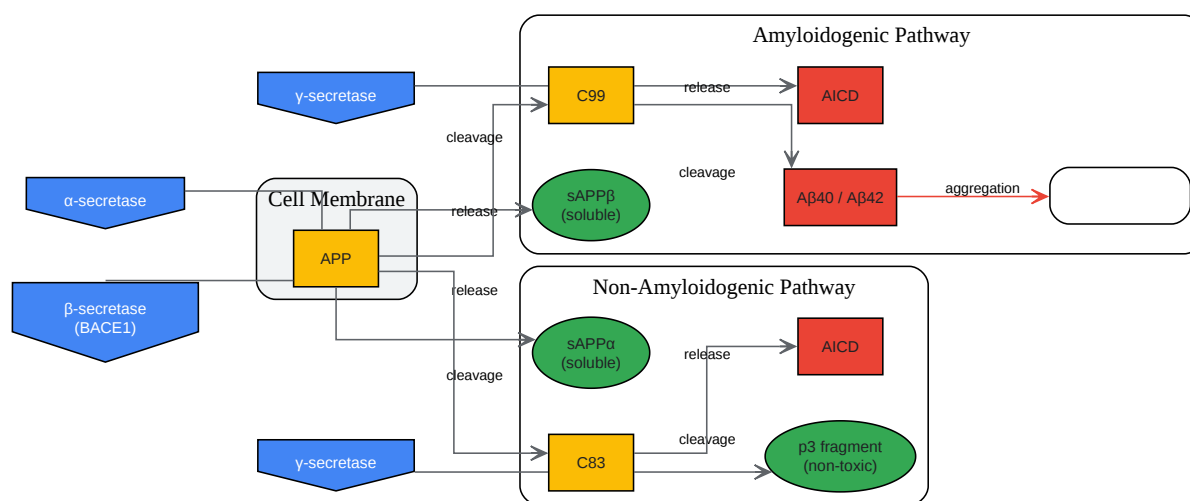 Amyloidogenic Pathway
γ-secretase
C99
release
AICD
cleavage
cleavage
α-secretase
Cell Membrane
sAPPβ
(soluble)
release
Aβ40 / Aβ42
aggregation
APP
β-secretase
(BACE1)
release
Non-Amyloidogenic Pathway
sAPPα
(soluble)
release
AICD
cleavage
γ-secretase
C83
cleavage
p3 fragment
(non-toxic)